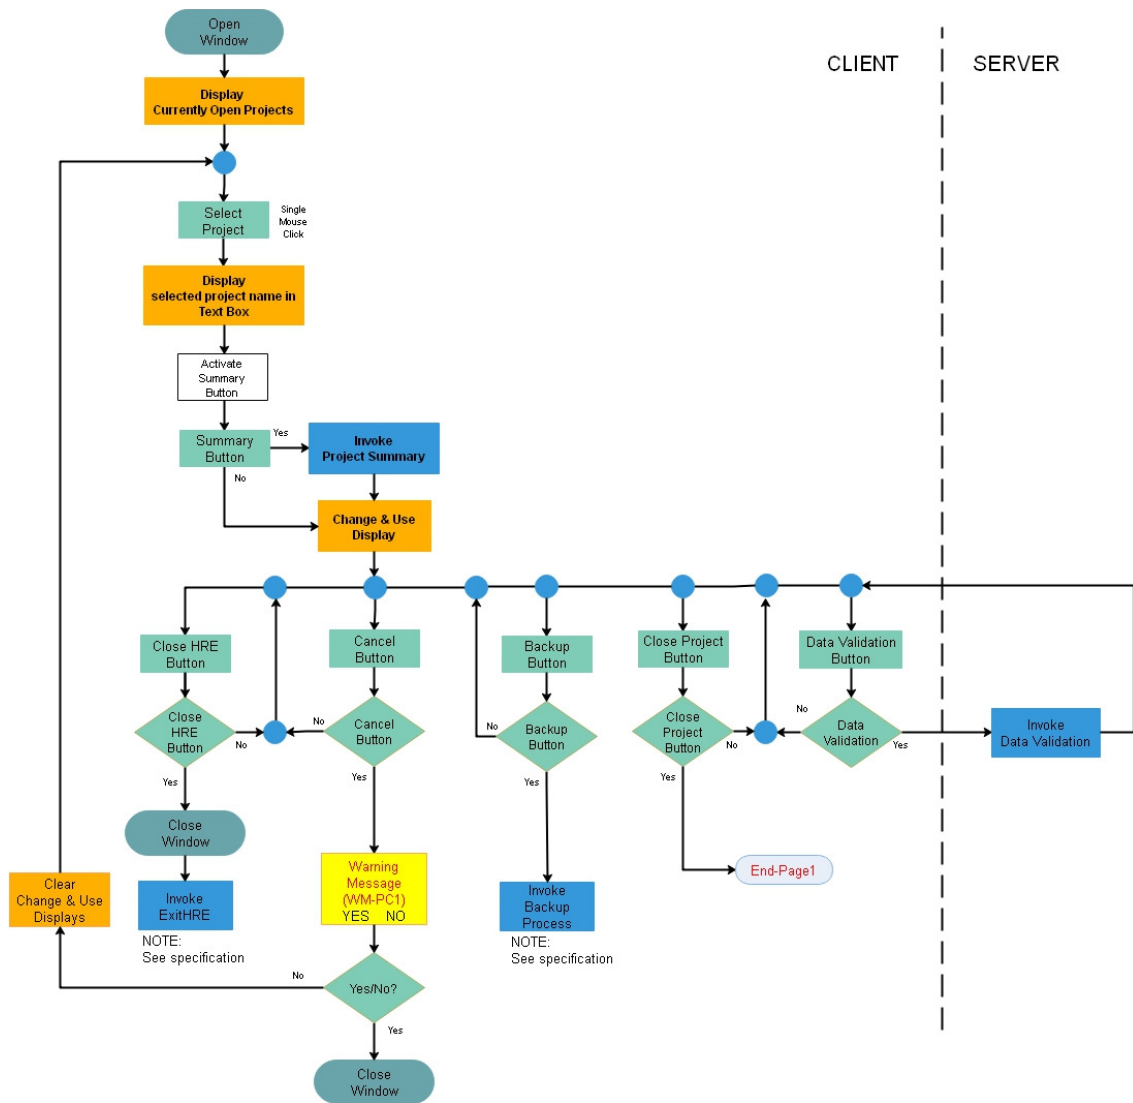 Open
Window
CLIENT
SERVER
Display
Currently Open Projects
Select
Project
Single
Mouse
Click
Display
selected project name in
Text Box
Activate
Summary
Button
Summary
Button
Yes
No
Invoke
Project Summary
Change & Use
Display
Close HRE
Button
Cancel
Button
Backup
Button
Close Project
Button
Data Validation
Button
Close
HRE
Button
No
Yes
Cancel
Button
No
Yes
Backup
Button
No
Yes
Close
Project
Button
No
Yes
Data
Validation
No
Yes
Invoke
Data Validation
Close
Window
Invoke
ExitHRE
NOTE:
See specification
Warning
Message
(WM-PC1)
YES NO
Invoke
Backup
Process
NOTE:
See specification
End-Page1
Clear
Change & Use
Displays
Yes/No?
No
Yes
Close
Window